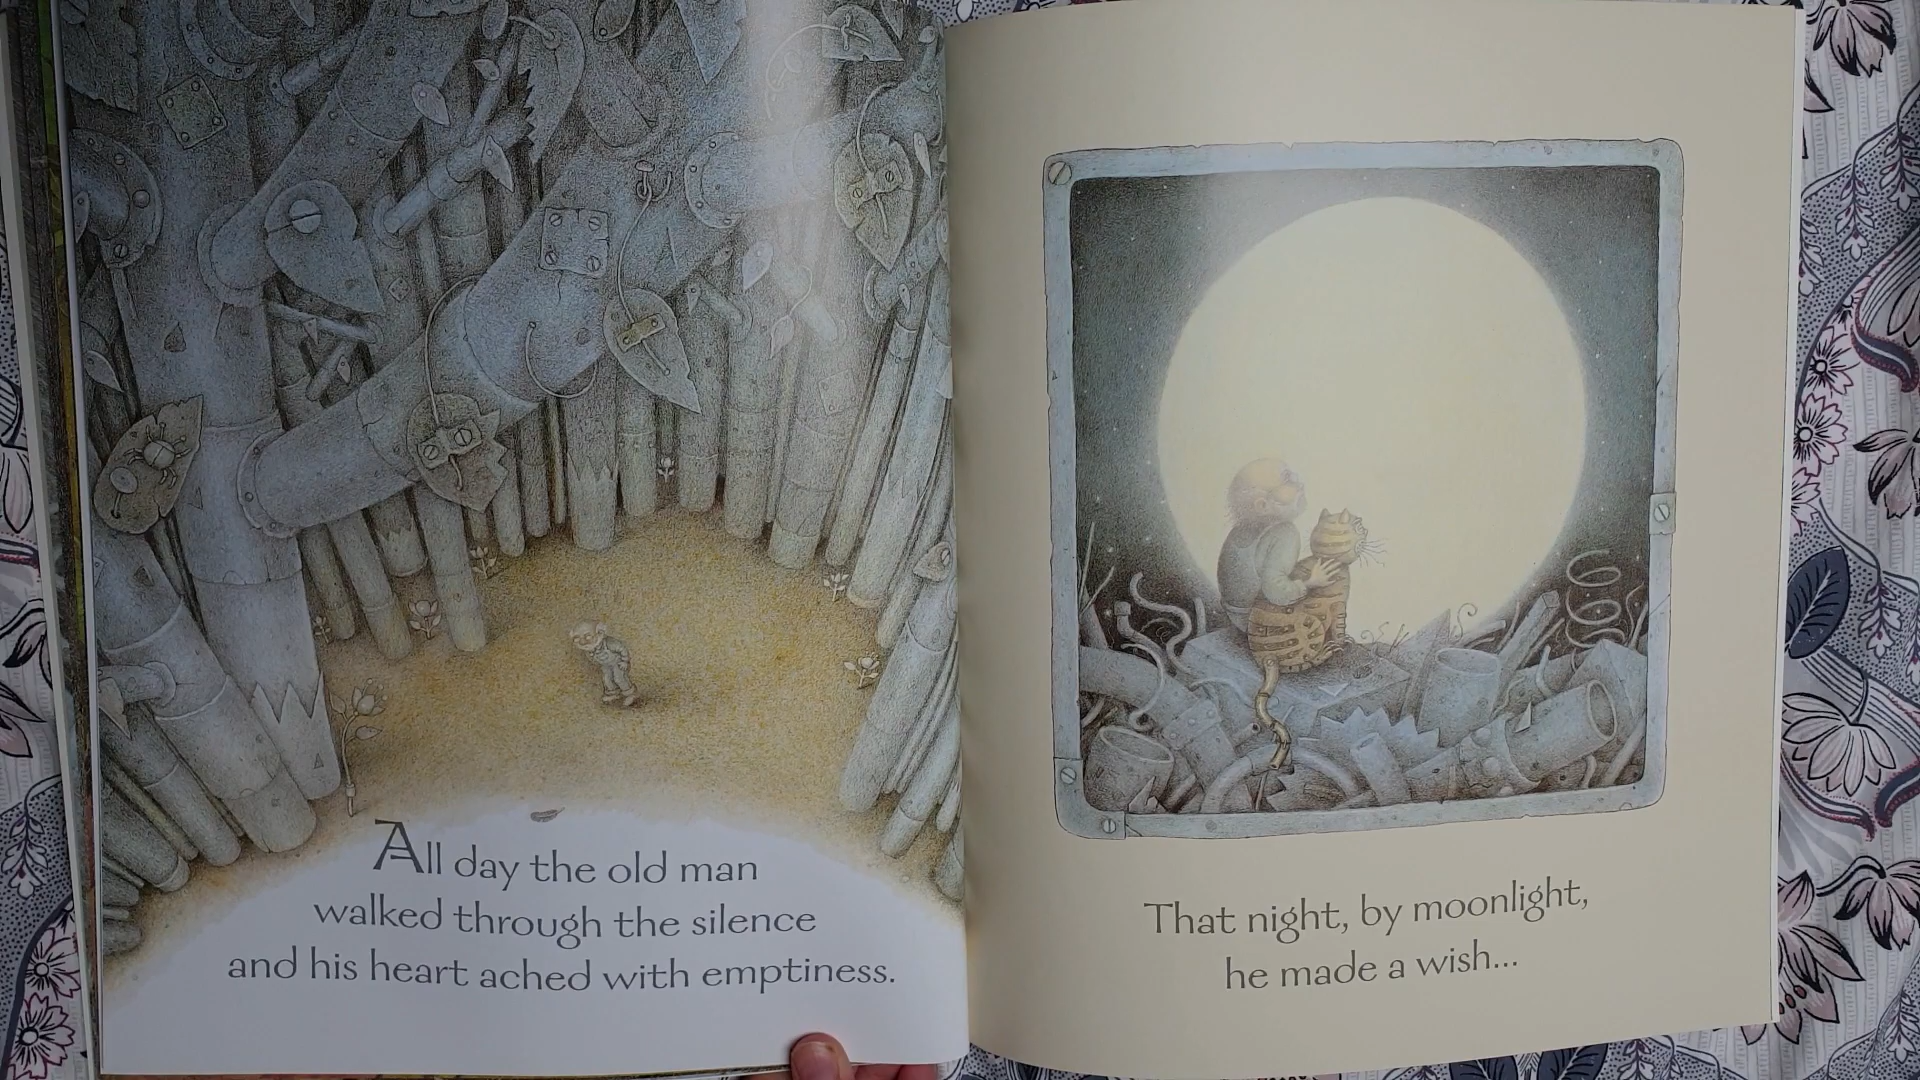 All day the old man
walked through the silence
and his heart ached with emptiness.
That night, by moonlight,
he made a wish...